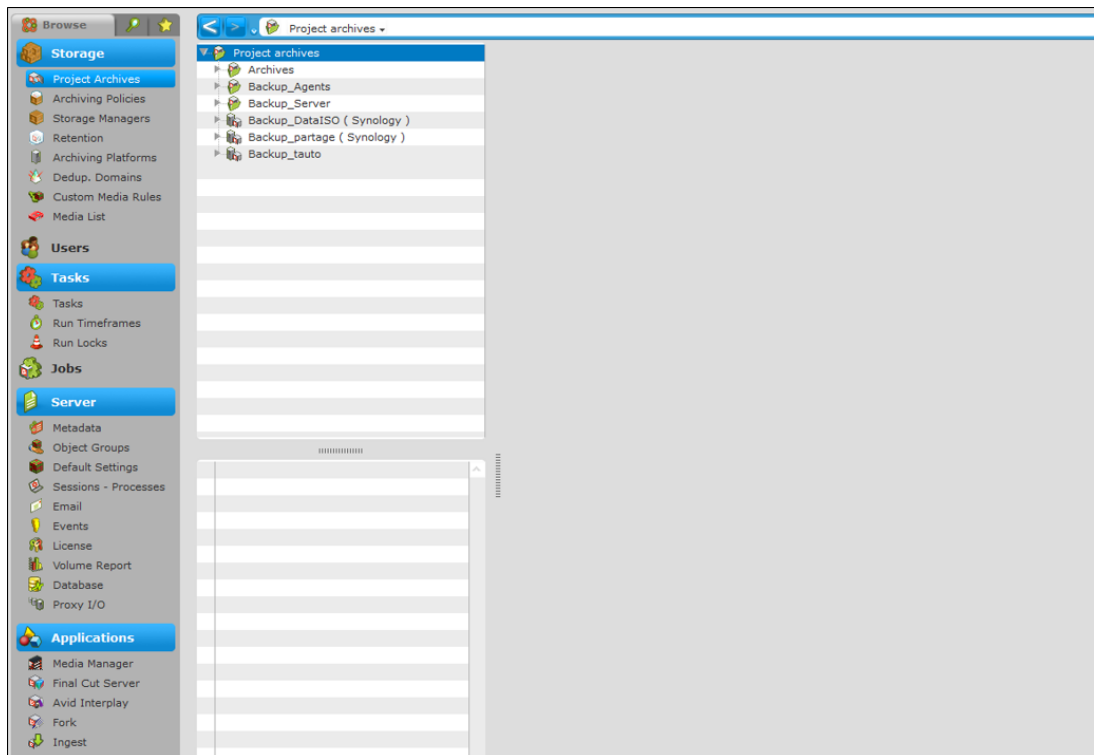 Browse
Storage
Project Archives
Archiving Policies
Storage Managers
Retention
Archiving Platforms
Dedup. Domains
Custom Media Rules
Media List
Users
Tasks
Tasks
Run Timeframes
Run Locks
Jobs
Server
Metadata
Object Groups
Default Settings
Sessions - Processes
Email
Events
License
Volume Report
Database
Proxy I/O
Applications
Media Manager
Final Cut Server
Avid Interplay
Fork
Ingest
Project archives
Project archives
Archives
Backup_Agents
Backup_Server
Backup_DataISO ( Synology )
Backup_partage ( Synology )
Backup_tauto